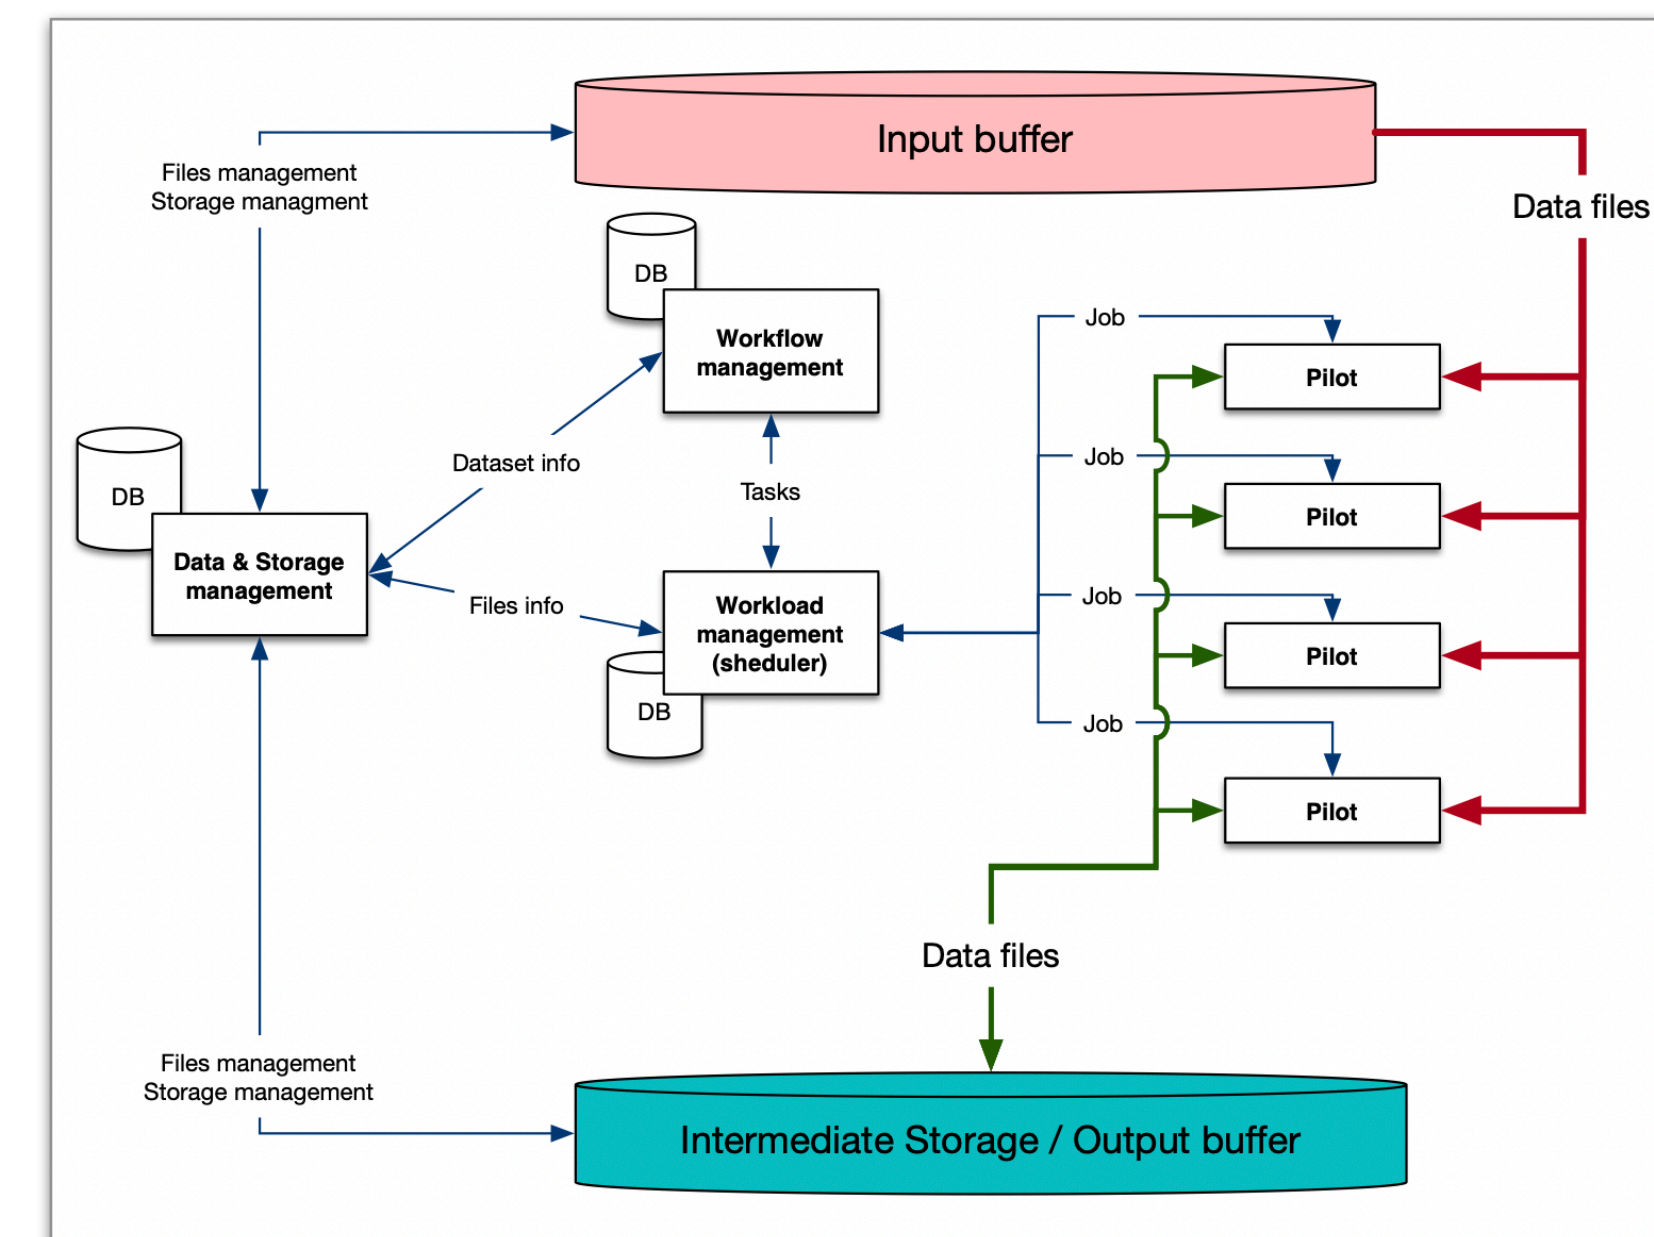 Input buffer
Files management
Storage managment
Data files
DB
Workflow
management
Job
Pilot
Dataset info
Job
Tasks
DB
Pilot
Data & Storage
management
Files info
Workload
management
(sheduler)
Job
Pilot
DB
Job
Pilot
Data files
Files management
Storage management
Intermediate Storage / Output buffer